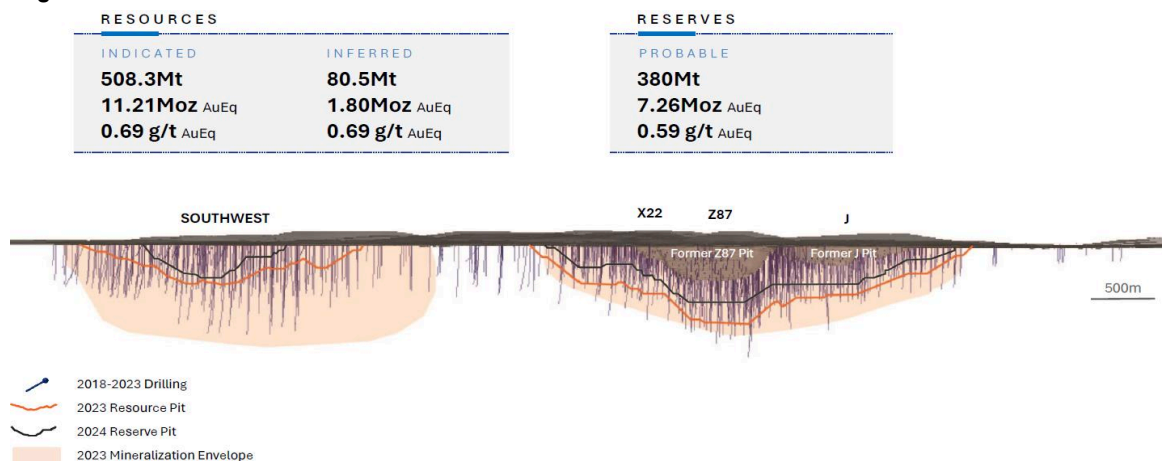 RESOURCES
RESERVES
INDICATED
INFERRED
PROBABLE
508.3Mt
80.5Mt
380Mt
11.21Moz AuEq
1.80Moz AuEq
7.26Moz AuEq
0.69 g/t AuEq
0.69 g/t AuEq
0.59 g/t AuEq
SOUTHWEST
X22
Z87
J
Former Z87 Pit
Former J Pit
500m
2018-2023 Drilling
2023 Resource Pit
2024 Reserve Pit
2023 Mineralization Envelope